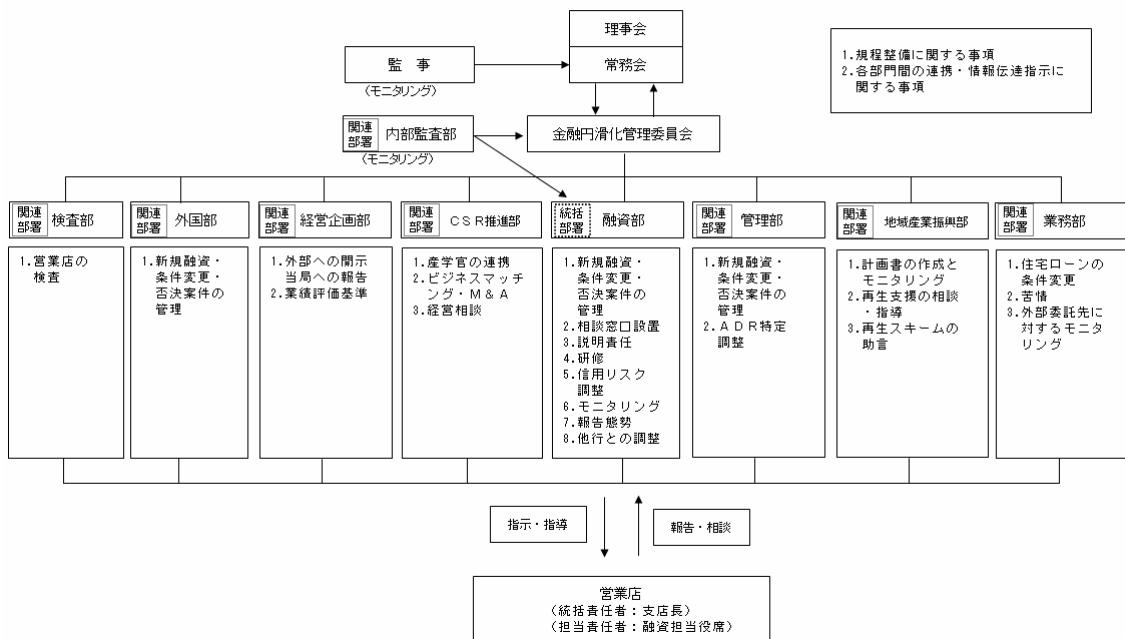 理事会
常務会
監　事
(モニタリング)
1.規程整備に関する事項
2.各部門間の連携・情報伝達指示に
関する事項
関連
部署
内部監査部
(モニタリング)
金融円滑化管理委員会
関連
部署
検査部
1.営業店の
検査
関連
部署
外国部
1.新規融資・
条件変更・
否決案件の
管理
関連
部署
経営企画部
1.外部への開示
当局への報告
2.業績評価基準
関連
部署
CSR推進部
1.産学官の連携
2.ビジネスマッチ
ング・M&A
3.経営相談
統括
部署
融資部
1.新規融資・
条件変更・
否決案件の
管理
2.相談窓口設置
3.説明責任
4.研修
5.信用リスク
調整
6.モニタリング
7.報告態勢
8.他行との調整
関連
部署
管理部
1.新規融資・
条件変更・
否決案件の
管理
2.ADR特定
調整
関連
部署
地域産業振興部
1.計画書の作成と
モニタリング
2.再生支援の相談
・指導
3.再生スキームの
助言
関連
部署
業務部
1.住宅ローンの
条件変更
2.苦情
3.外部委託先に
対するモニタ
リング
指示・指導
報告・相談
営業店
(統括責任者:支店長)
(担当責任者:融資担当役席)